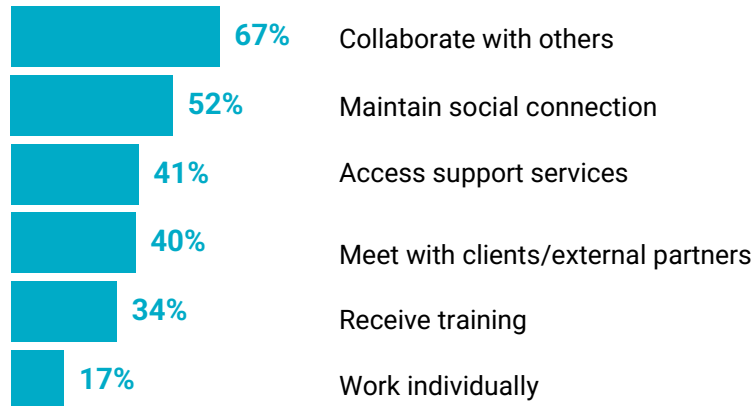 67% Collaborate with others
52% Maintain social connection
41% Access support services
40% Meet with clients/external partners
34% Receive training
17% Work individually